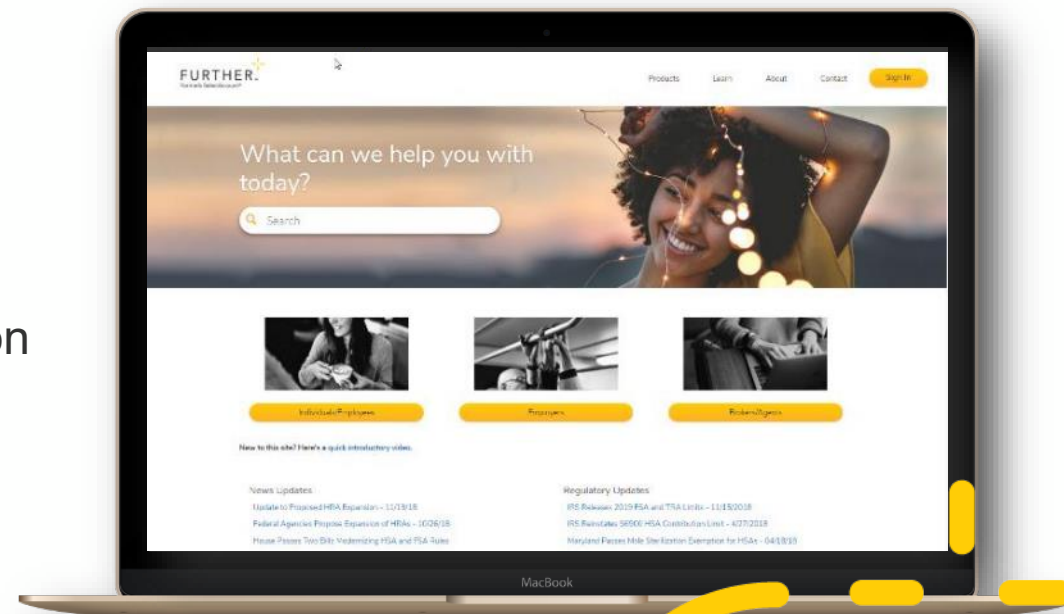 FURTHER.
Products
Learn
About
Contact
Sign In
What can we help you with
today?
Search
on
Individuals/Employees
Employers
Brokers/Agents
New to this site? Here's a quick introductory video.
News Updates
Update to Proposed HRA Expansion - 11/19/18
Federal Agencies Propose Expansion of HRAs - 10/26/18
House Passes Two Bills Modernizing HSA and FSA Rules
Regulatory Updates
IRS Releases 2019 FSA and TRA Limits - 11/15/2018
IRS Reinstates $6900 HSA Contribution Limit - 4/27/2018
Maryland Passes Male Sterilization Exemption for HSAs - 04/18/18
MacBook